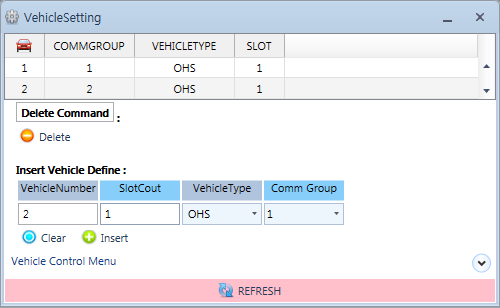 VehicleSetting
COMMGROUP VEHICLETYPE SLOT
1 1 OHS 1
2 2 OHS 1
Delete Command :
Delete
Insert Vehicle Define :
VehicleNumber SlotCout VehicleType Comm Group
2 1 OHS 1
Clear Insert
Vehicle Control Menu
REFRESH